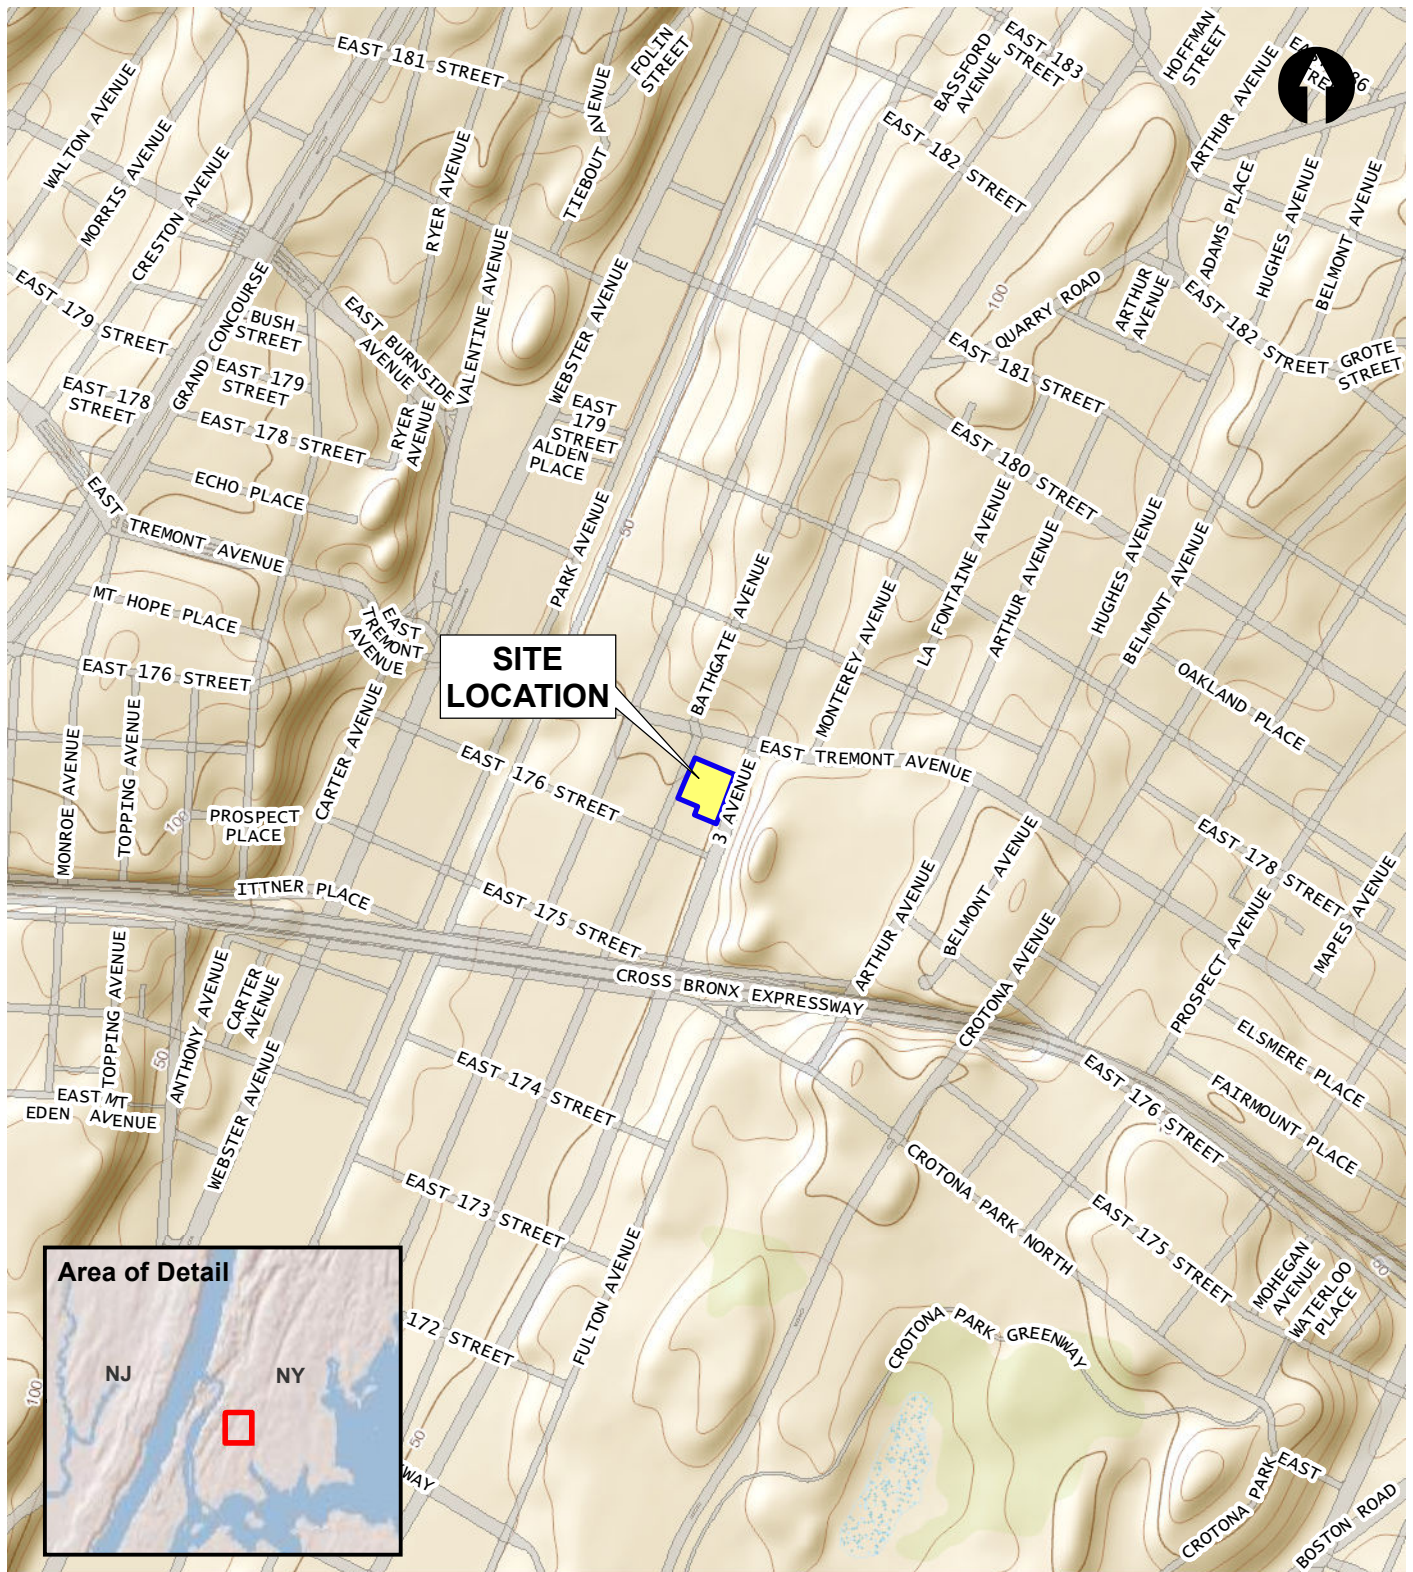 EAST 181 STREET
FOLIN
STREET
BASSFORD
AVENUE
EAST 183
STREET
HOFFMAN
STREET
ARTHUR AVENUE
WALTON AVENUE
MORRIS AVENUE
CRESTON AVENUE
RYER AVENUE
TIEBOUT AVENUE
EAST 182 STREET
ADAMS PLACE
HUGHES AVENUE
BELMONT AVENUE
EAST 179 STREET
GRAND CONCOURSE
BUSH
STREET
EAST BURNSIDE
AVENUE
VALENTINE AVENUE
WEBSTER AVENUE
100
QUARRY ROAD
ARTHUR
AVENUE
EAST 182 STREET
GROTE
STREET
EAST 179
STREET
EAST 178
STREET
EAST 178 STREET
RYER
AVENUE
EAST
179
STREET
ALDEN
PLACE
EAST 181 STREET
EAST 180 STREET
ECHO PLACE
EAST TREMONT AVENUE
PARK AVENUE
50
LA FONTAINE AVENUE
ARTHUR AVENUE
HUGHES AVENUE
BELMONT AVENUE
MT HOPE PLACE
EAST
TREMONT
AVENUE
BATHGATE AVENUE
MONTEREY AVENUE
SITE
LOCATION
EAST 176 STREET
OAKLAND PLACE
MONROE AVENUE
TOPPING AVENUE
CARTER AVENUE
EAST 176 STREET
EAST TREMONT AVENUE
3 AVENUE
100
PROSPECT
PLACE
EAST 178 STREET
MAPES AVENUE
ITTNER PLACE
EAST 175 STREET
ARTHUR AVENUE
BELMONT AVENUE
CROTONA AVENUE
PROSPECT AVENUE
CROSS BRONX EXPRESSWAY
TOPPING AVENUE
ANTHONY AVENUE
CARTER
AVENUE
50
WEBSTER AVENUE
EAST MT
EDEN AVENUE
EAST 174 STREET
EAST 176 STREET
ELSMERE PLACE
FAIRMOUNT PLACE
EAST 173 STREET
CROTONA PARK NORTH
EAST 175 STREET
MOHEGAN
AVENUE
WATERLOO
PLACE
50
FULTON AVENUE
Area of Detail
NJ
NY
172 STREET
CROTONA PARK GREENWAY
100
50
WAY
CROTONA PARK
EAST
BOSTON ROAD